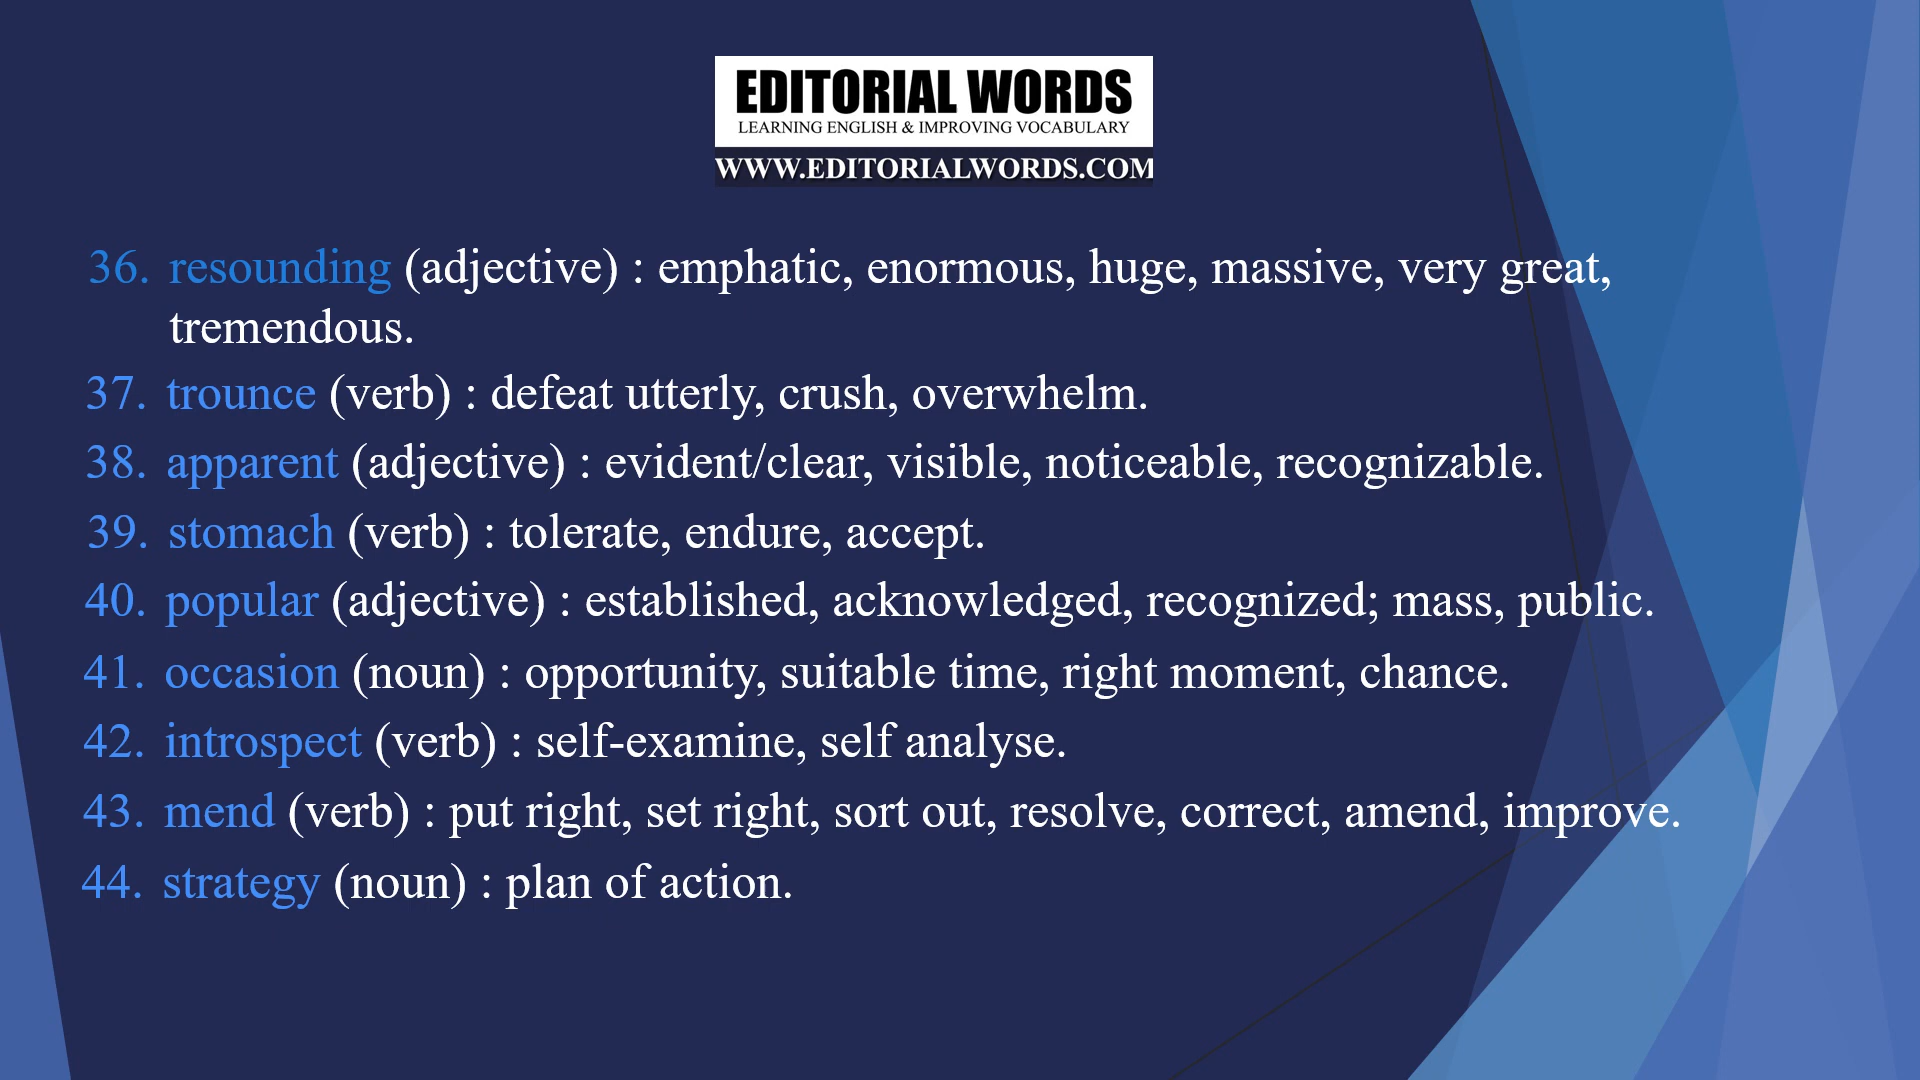 EDITORIAL WORDS
LEARNING ENGLISH & IMPROVING VOCABULARY
WWW.EDITORIALWORDS.COM
36. resounding (adjective) : emphatic, enormous, huge, massive, very great,
tremendous.
37. trounce (verb) : defeat utterly, crush, overwhelm.
38. apparent (adjective) : evident/clear, visible, noticeable, recognizable.
39. stomach (verb) : tolerate, endure, accept.
40. popular (adjective) : established, acknowledged, recognized; mass, public.
41. occasion (noun) : opportunity, suitable time, right moment, chance.
42. introspect (verb) : self-examine, self analyse.
43. mend (verb) : put right, set right, sort out, resolve, correct, amend, improve.
44. strategy (noun) : plan of action.